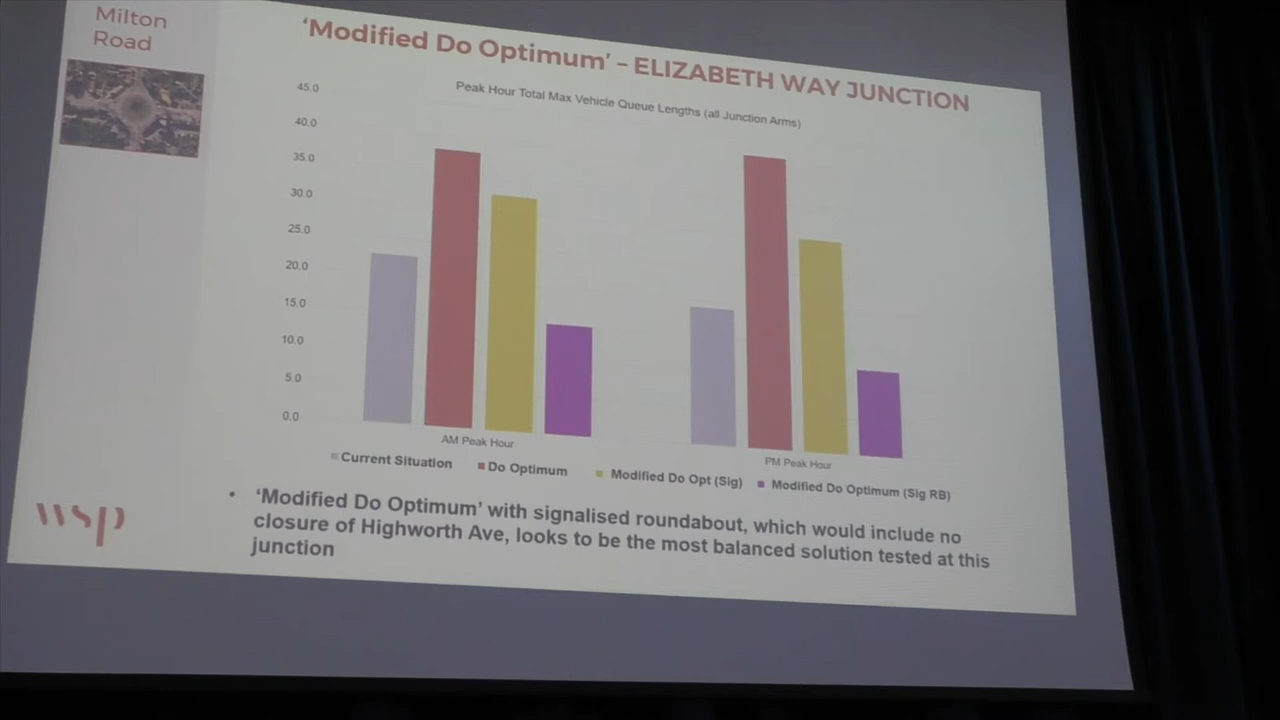 Milton
Road
‘Modified Do Optimum’ – ELIZABETH WAY JUNCTION
Peak Hour Total Max Vehicle Queue Lengths (all Junction Arms)
45.0
40.0
35.0
30.0
25.0
20.0
15.0
10.0
5.0
0.0
AM Peak Hour
PM Peak Hour
Current Situation
Do Optimum
Modified Do Opt (Sig)
Modified Do Optimum (Sig RB)
• ‘Modified Do Optimum’ with signalised roundabout, which would include no
closure of Highworth Ave, looks to be the most balanced solution tested at this
junction
wsp